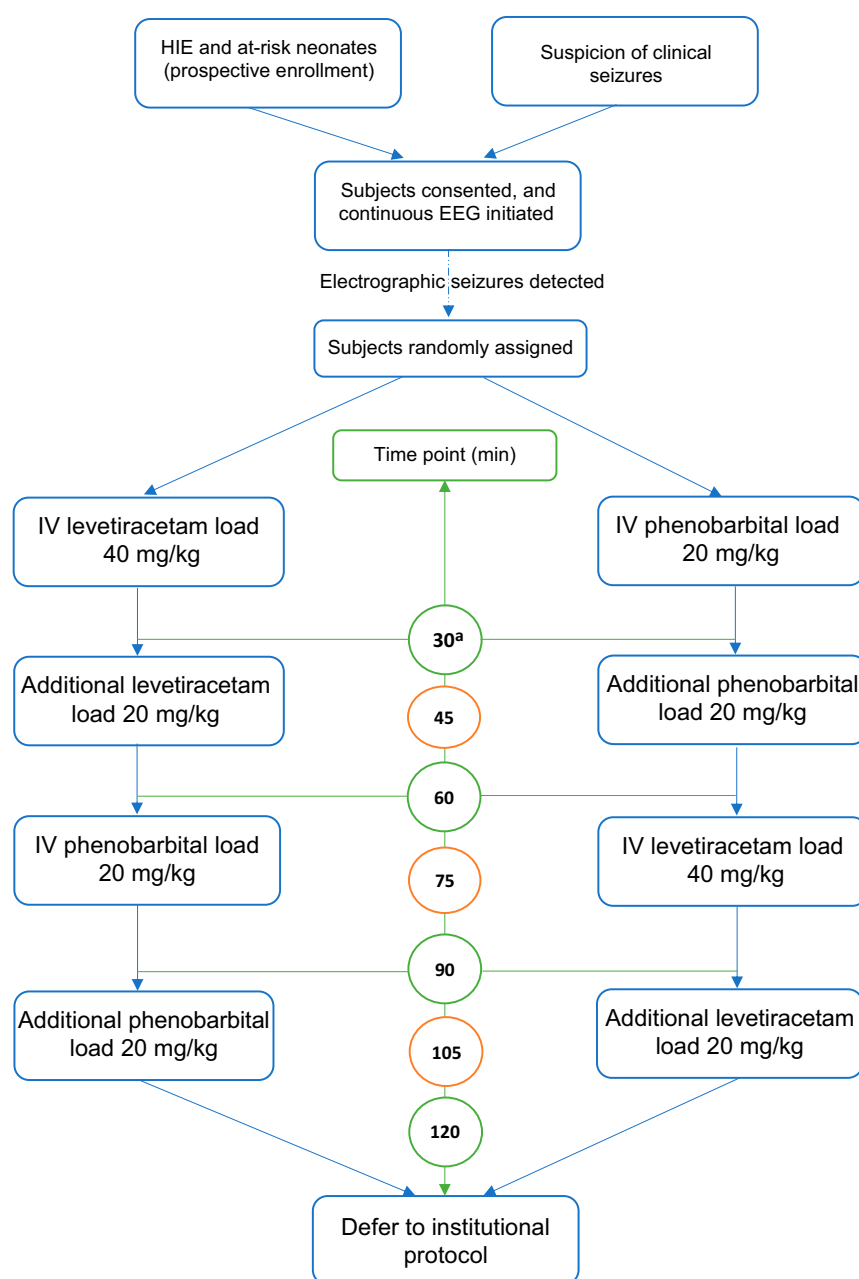 HIE and at-risk neonates
(prospective enrollment)
Suspicion of clinical
seizures
Subjects consented, and
continuous EEG initiated
Electrographic seizures detected
Subjects randomly assigned
Time point (min)
IV levetiracetam load
40 mg/kg
IV phenobarbital load
20 mg/kg
30ª
Additional levetiracetam
load 20 mg/kg
Additional phenobarbital
load 20 mg/kg
45
60
IV phenobarbital load
20 mg/kg
IV levetiracetam load
40 mg/kg
75
90
Additional phenobarbital
load 20 mg/kg
Additional levetiracetam
load 20 mg/kg
105
120
Defer to institutional
protocol